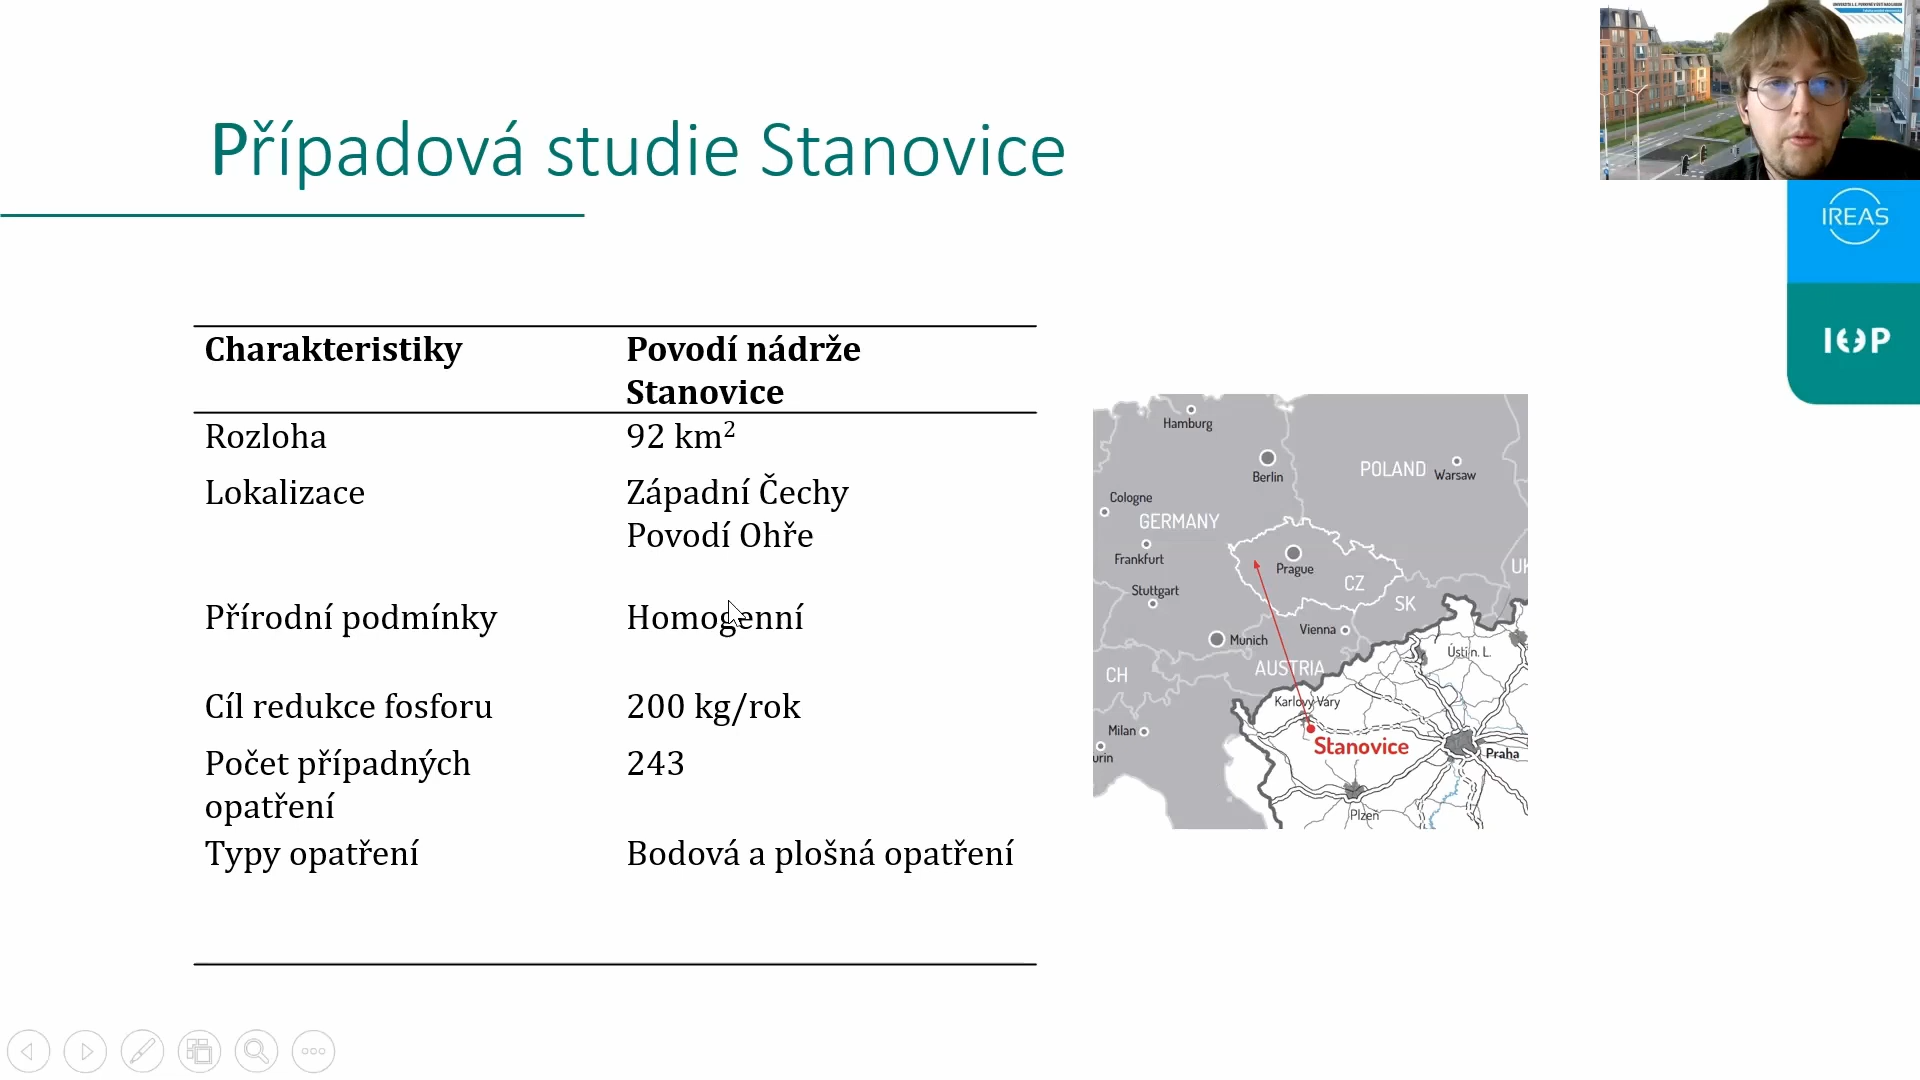 Případová studie Stanovice
IREAS
Charakteristiky
Povodí nádrže
Stanovice
Rozloha
92 km²
Lokalizace
Západní Čechy
Povodí Ohře
Přírodní podmínky
Homogenní
Cíl redukce fosforu
200 kg/rok
Počet případných
opatření
243
Typy opatření
Bodová a plošná opatření
Hamburg
Berlin
POLAND
Warsaw
Cologne
GERMANY
Frankfurt
Prague
CZ
UK
Stuttgart
SK
Munich
Vienna
AUSTRIA
CH
Ústí n. L.
Karlovy Vary
Milan
Stanovice
Praha
urin
Plzeň